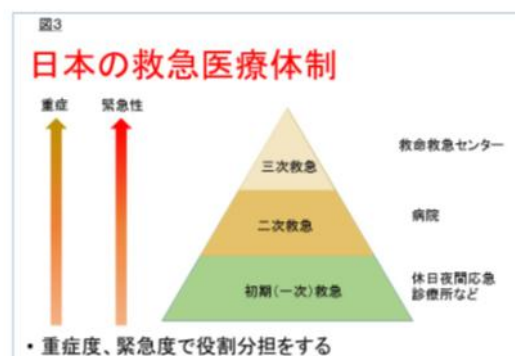 図3
日本の救急医療体制
重症 緊急性
救命救急センター
三次救急
病院
二次救急
休日夜間応急
診療所など
初期(一次)救急
・重症度、緊急度で役割分担をする